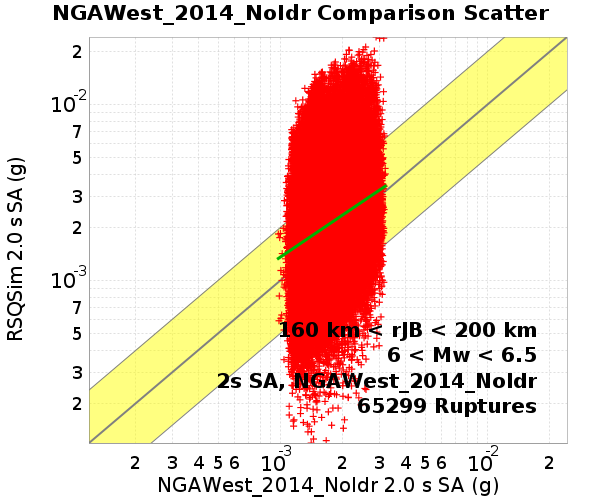 NGAWest_2014_NoIdr Comparison Scatter
RSQSim 2.0 s SA (g)
2
10-2
7
5
3
2
10-3
7
5
3
2
160 km < rJB < 200 km
6 < Mw < 6.5
2s SA, NGAWest_2014_NoIdr
65299 Ruptures
2 3 4 5 6 10-3 2 3 4 5 6 10-2 2
NGAWest_2014_NoIdr 2.0 s SA (g)